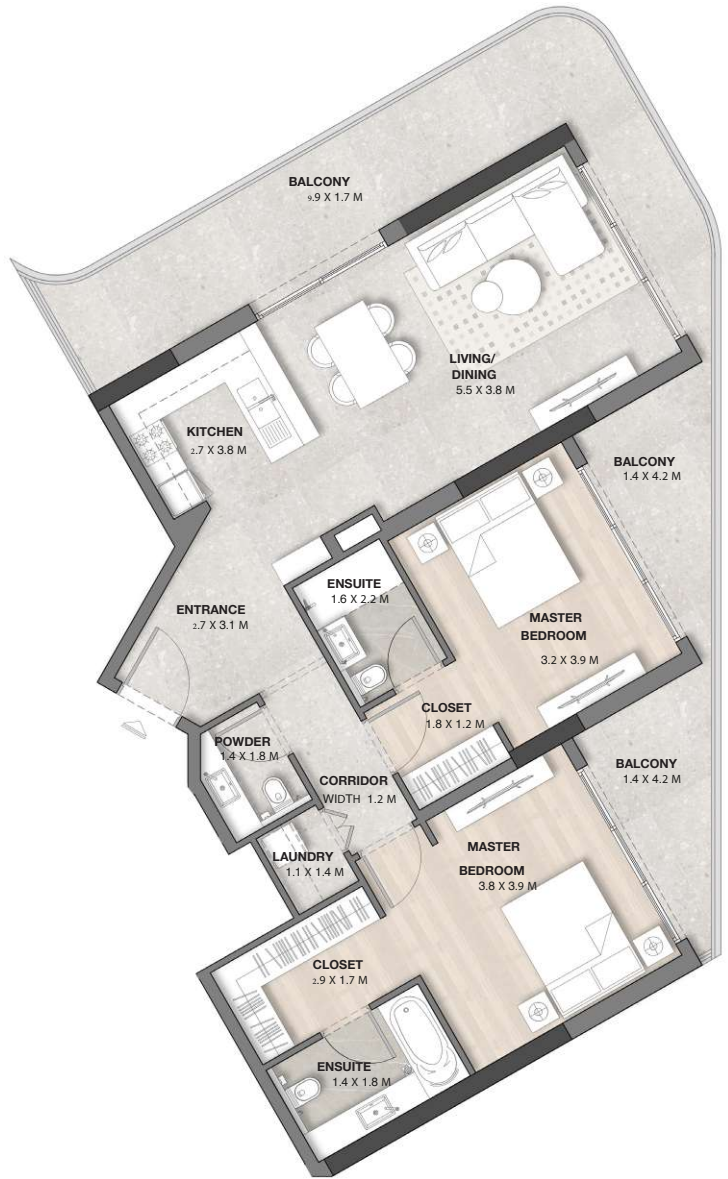 BALCONY
9.9 X 1.7 M
LIVING/
DINING
5.5 X 3.8 M
KITCHEN
2.7 X 3.8 M
BALCONY
1.4 X 4.2 M
ENSUITE
1.6 X 2.2 M
ENTRANCE
2.7 X 3.1 M
MASTER
BEDROOM
3.2 X 3.9 M
CLOSET
1.8 X 1.2 M
POWDER
1.4 X 1.8 M
BALCONY
1.4 X 4.2 M
CORRIDOR
WIDTH 1.2 M
LAUNDRY
1.1 X 1.4 M
MASTER
BEDROOM
3.8 X 3.9 M
CLOSET
2.9 X 1.7 M
ENSUITE
1.4 X 1.8 M